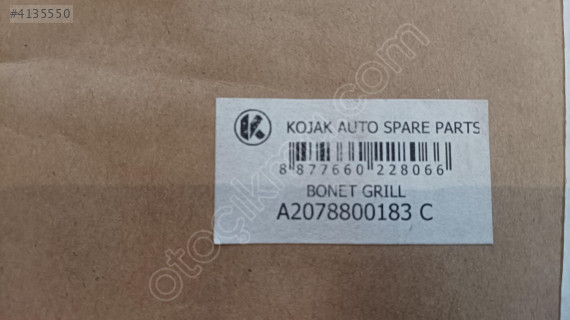 #4135550
KOJAK AUTO SPARE PARTS
8 877660 228066
BONET GRILL
A2078800183 C
otoçıkma.com